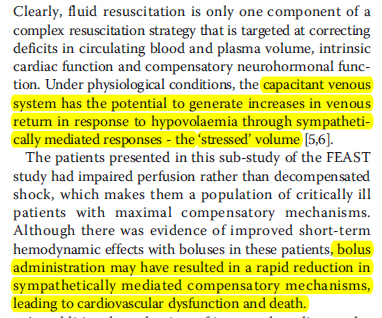 Clearly, fluid resuscitation is only one component of a
complex resuscitation strategy that is targeted at correcting
deficits in circulating blood and plasma volume, intrinsic
cardiac function and compensatory neurohormonal func-
tion. Under physiological conditions, the capacitant venous
system has the potential to generate increases in venous
return in response to hypovolaemia through sympatheti-
cally mediated responses - the ‘stressed’ volume [5,6].
The patients presented in this sub-study of the FEAST
study had impaired perfusion rather than decompensated
shock, which makes them a population of critically ill
patients with maximal compensatory mechanisms.
Although there was evidence of improved short-term
hemodynamic effects with boluses in these patients, bolus
administration may have resulted in a rapid reduction in
sympathetically mediated compensatory mechanisms,
leading to cardiovascular dysfunction and death.